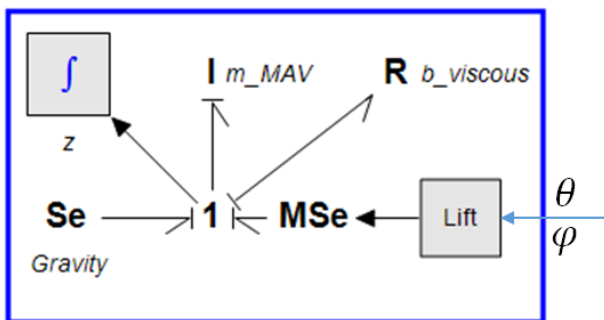 ∫
I m_MAV
R b_viscous
z
Se
1
MSe
Lift
θ
φ
Gravity